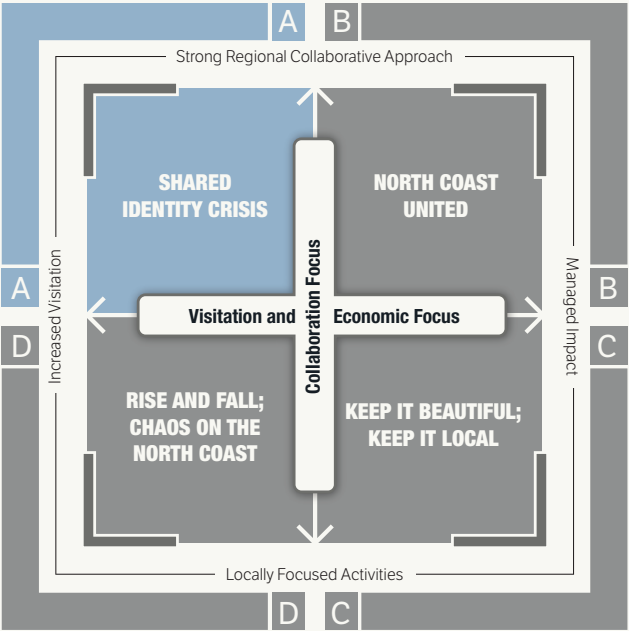 A B
Strong Regional Collaborative Approach
SHARED
IDENTITY CRISIS
NORTH COAST
UNITED
Collaboration Focus
Increased Visitation
Managed Impact
A
B
Visitation and Economic Focus
D
C
RISE AND FALL;
CHAOS ON THE
NORTH COAST
KEEP IT BEAUTIFUL;
KEEP IT LOCAL
Locally Focused Activities
D C